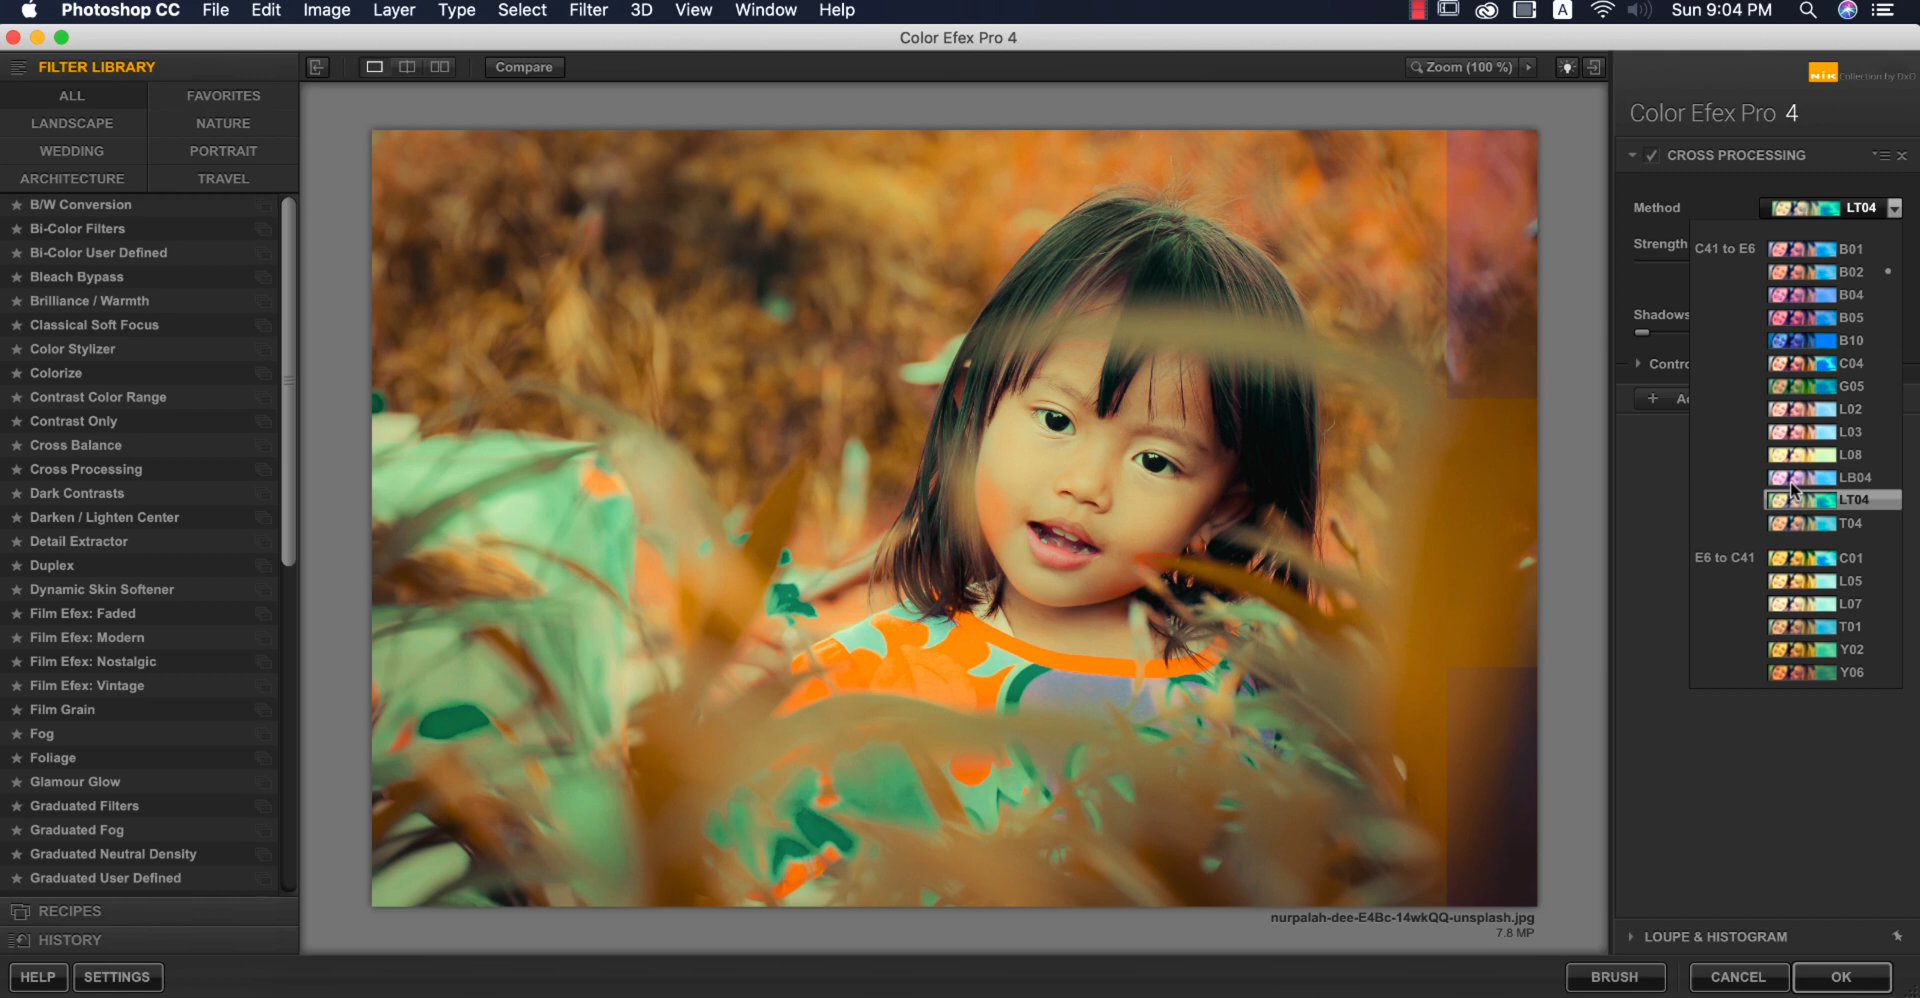 Photoshop CC File Edit Image Layer Type Select Filter 3D View Window Help A Sun 9:04 PM
Color Efex Pro 4
FILTER LIBRARY
Compare
Zoom (100 %)
ALL FAVORITES
LANDSCAPE NATURE
WEDDING PORTRAIT
ARCHITECTURE TRAVEL
B/W Conversion
Bi-Color Filters
Bi-Color User Defined
Bleach Bypass
Brilliance / Warmth
Classical Soft Focus
Color Stylizer
Colorize
Contrast Color Range
Contrast Only
Cross Balance
Cross Processing
Dark Contrasts
Darken / Lighten Center
Detail Extractor
Duplex
Dynamic Skin Softener
Film Efex: Faded
Film Efex: Modern
Film Efex: Nostalgic
Film Efex: Vintage
Film Grain
Fog
Foliage
Glamour Glow
Graduated Filters
Graduated Fog
Graduated Neutral Density
Graduated User Defined
RECIPES
HISTORY
HELP SETTINGS
nurpalah-dee-E4Bc-14wkQQ-unsplash.jpg
7.8 MP
NIK Collection by DxO
Color Efex Pro 4
CROSS PROCESSING
Method LT04
Strength
Shadows
Contro
C41 to E6 B01
B02
B04
B05
B10
C04
G05
L02
L03
L08
LB04
LT04
T04
E6 to C41 C01
L05
L07
T01
Y02
Y06
LOUPE & HISTOGRAM
BRUSH CANCEL OK